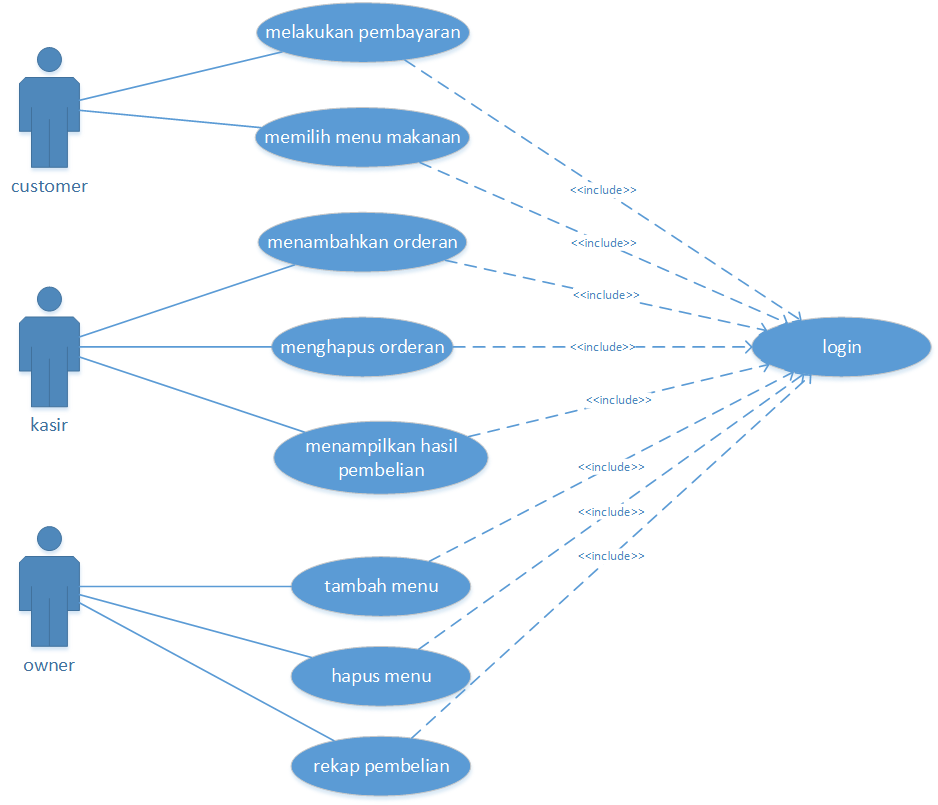 melakukan pembayaran
memilih menu makanan
customer
<<include>>
menambahkan orderan
<<include>>
<<include>>
menghapus orderan
<<include>>
login
<<include>>
kasir
menampilkan hasil
pembelian
<<include>>
<<include>>
<<include>>
tambah menu
owner
hapus menu
rekap pembelian